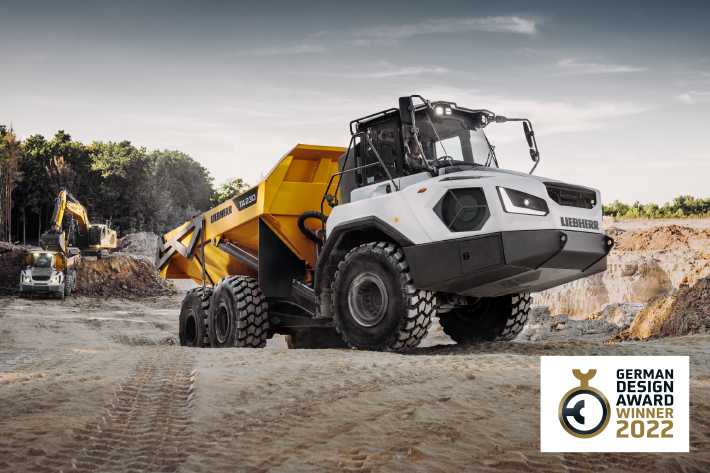 LIEBHERR TA 230
LIEBHERR
GERMAN
DESIGN
AWARD
WINNER
2022